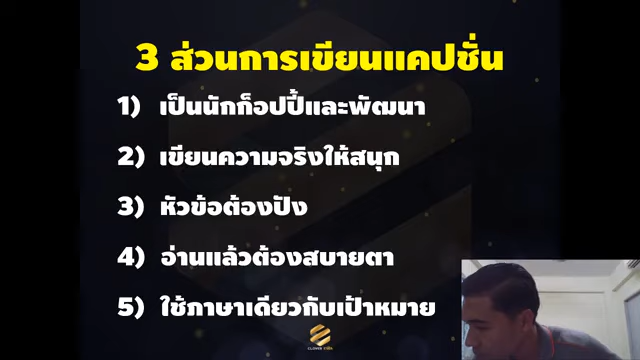 3 ส่วนการเขียนแคปชั่น
1) เป็นนักก็อปปี้และพัฒนา
2) เขียนความจริงให้สนุก
3) หัวข้อต้องปัง
4) อ่านแล้วต้องสบายตา
5) ใช้ภาษาเดียวกับเป้าหมาย